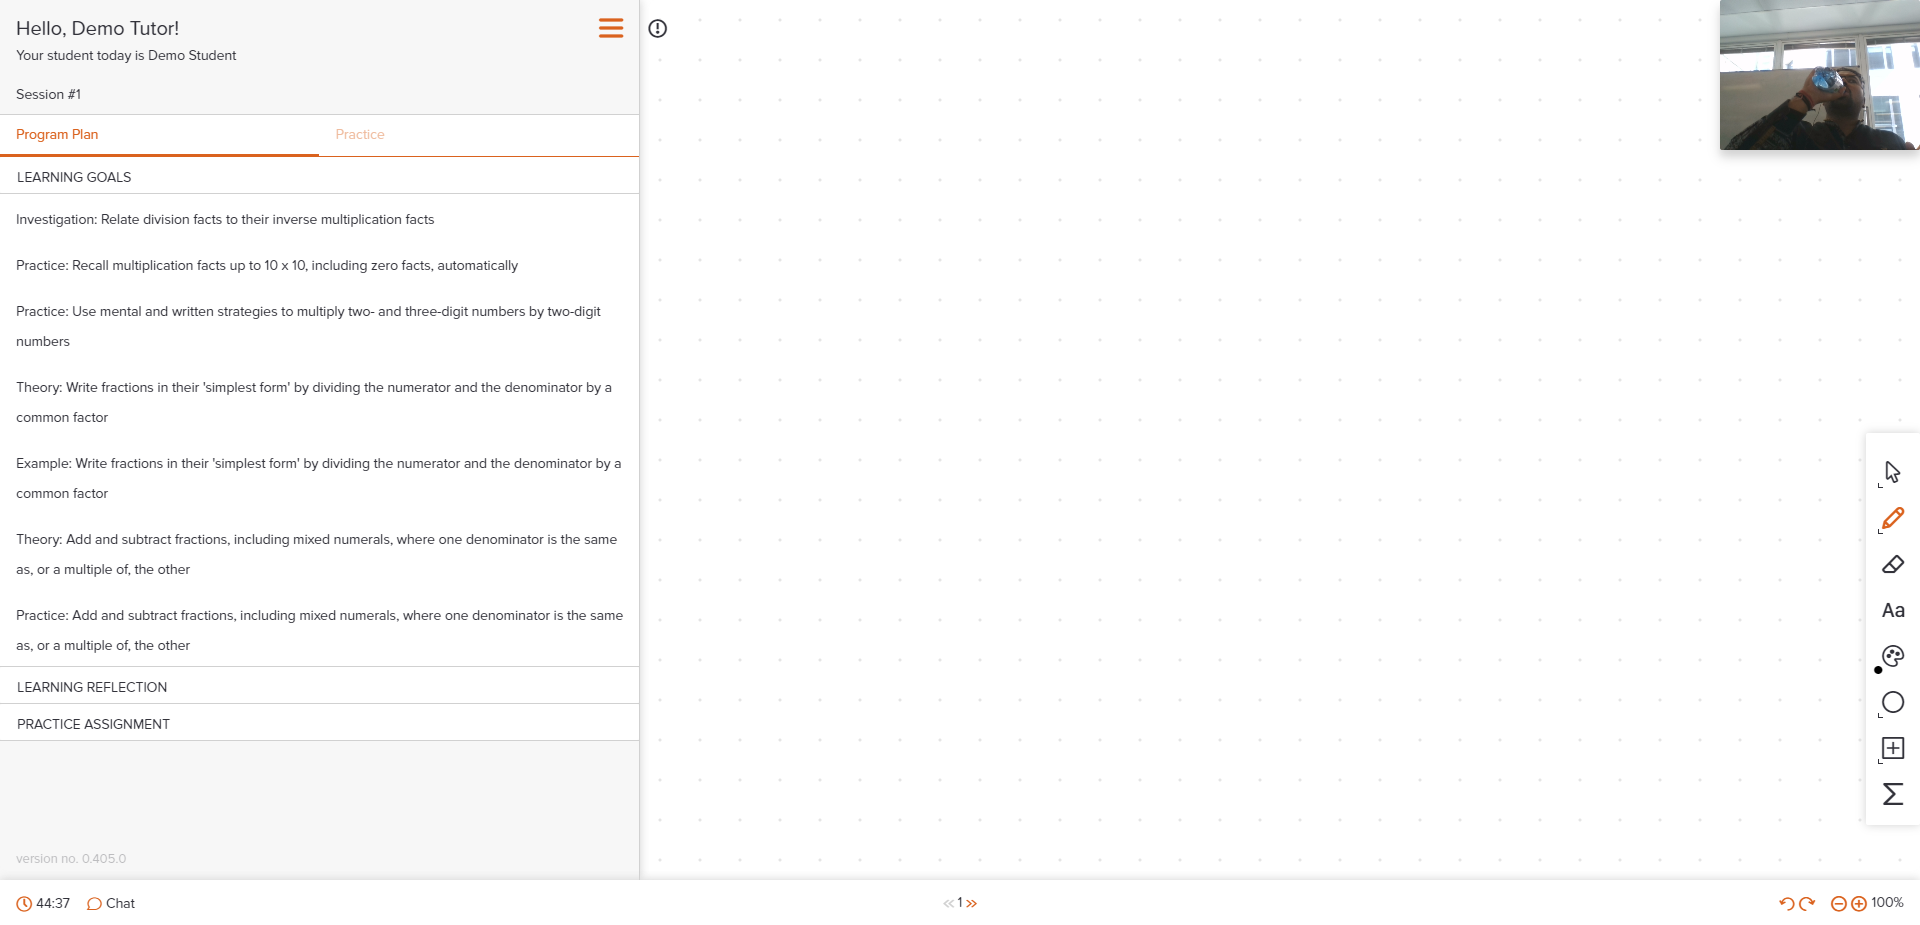 Hello, Demo Tutor!
Your student today is Demo Student
Session #1
Program Plan
Practice
LEARNING GOALS
Investigation: Relate division facts to their inverse multiplication facts
Practice: Recall multiplication facts up to 10 x 10, including zero facts, automatically
Practice: Use mental and written strategies to multiply two- and three-digit numbers by two-digit
numbers
Theory: Write fractions in their 'simplest form' by dividing the numerator and the denominator by a
common factor
Example: Write fractions in their 'simplest form' by dividing the numerator and the denominator by a
common factor
Theory: Add and subtract fractions, including mixed numerals, where one denominator is the same
as, or a multiple of, the other
Practice: Add and subtract fractions, including mixed numerals, where one denominator is the same
as, or a multiple of, the other
LEARNING REFLECTION
PRACTICE ASSIGNMENT
version no. 0.405.0
Aa
44:37
Chat
1
100%